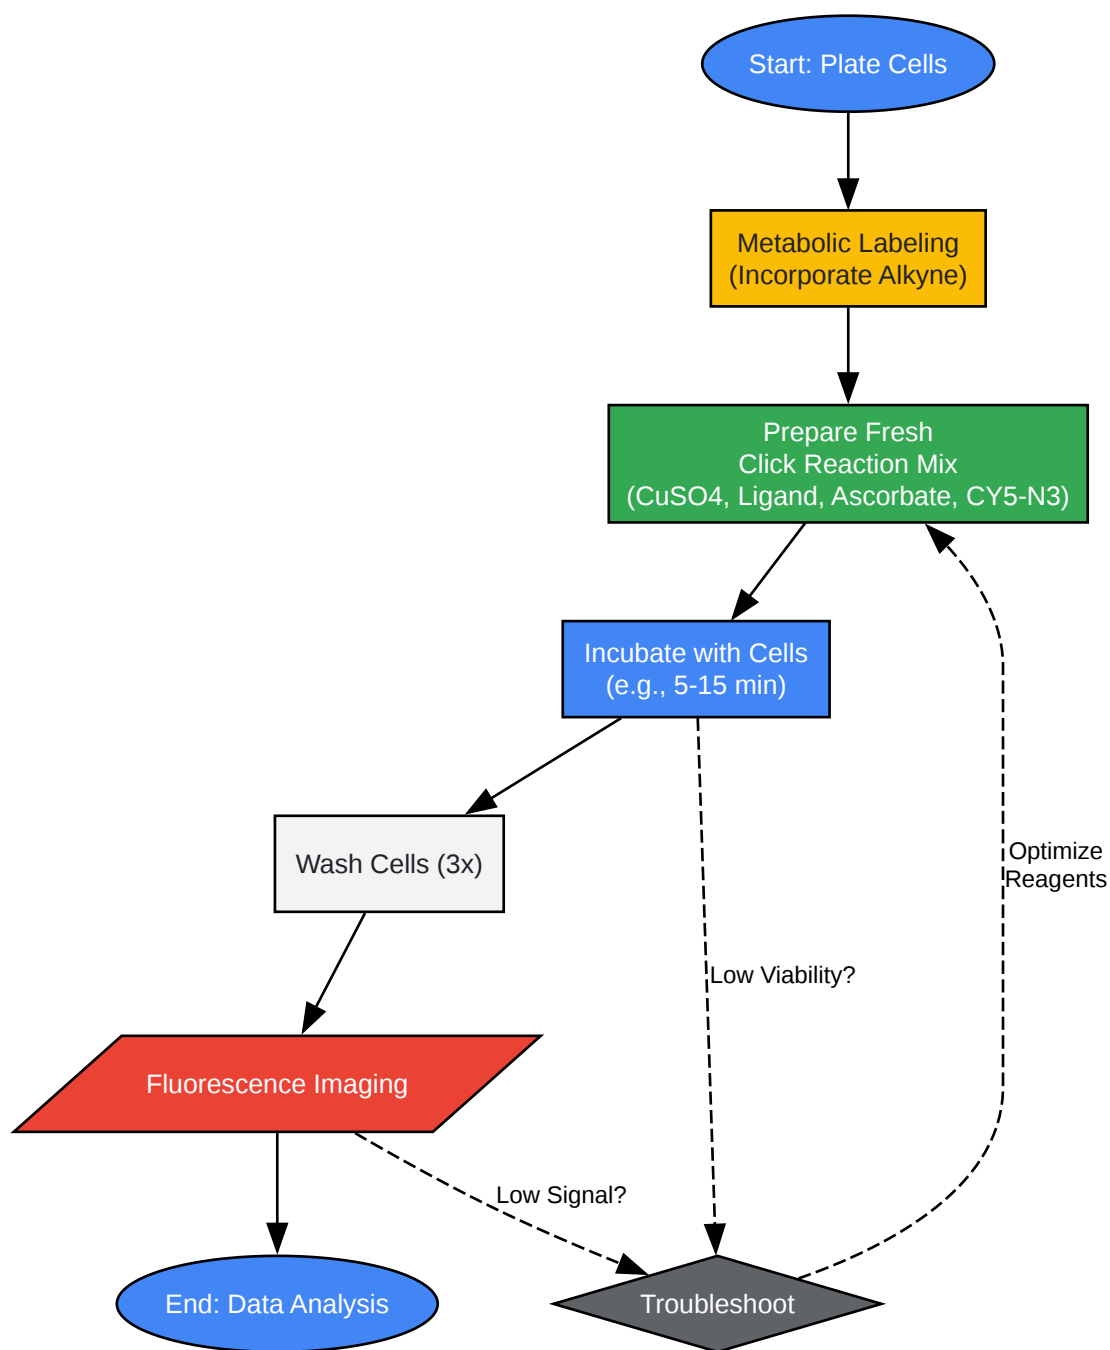 Start: Plate Cells
Metabolic Labeling
(Incorporate Alkyne)
Prepare Fresh
Click Reaction Mix
(CuSO4, Ligand, Ascorbate, CY5-N3)
Incubate with Cells
(e.g., 5-15 min)
Wash Cells (3x)
Optimize
Reagents
Low Viability?
Fluorescence Imaging
Low Signal?
End: Data Analysis
Troubleshoot